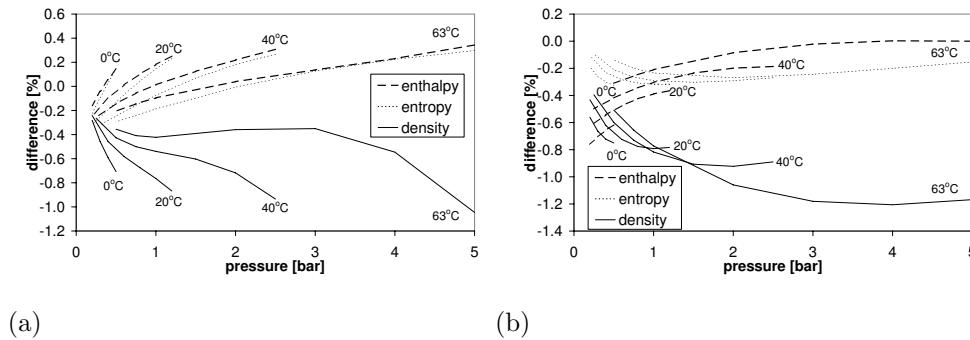 0.6
0.4
0.2
0.0
-0.2
-0.4
-0.6
-0.8
-1.0
-1.2
difference [%]
0 1 2 3 4 5
pressure [bar]
0°C
20°C
40°C
63°C
enthalpy
entropy
density
0°C
20°C
40°C
63°C
(a)
0.2
0.0
-0.2
-0.4
-0.6
-0.8
-1.0
-1.2
-1.4
difference [%]
0 1 2 3 4 5
pressure [bar]
63°C
40°C
20°C
0°C
0°C
20°C
40°C
63°C
enthalpy
entropy
density
(b)